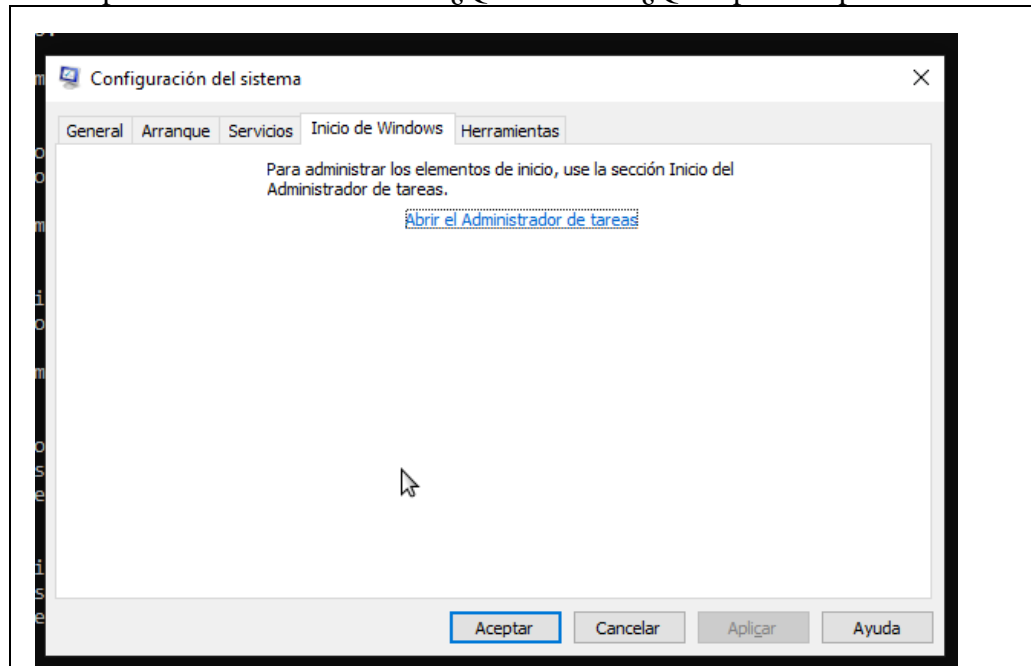 Configuración del sistema
General Arranque Servicios Inicio de Windows Herramientas
Para administrar los elementos de inicio, use la sección Inicio del
Administrador de tareas.
Abrir el Administrador de tareas
Aceptar Cancelar Aplicar Ayuda